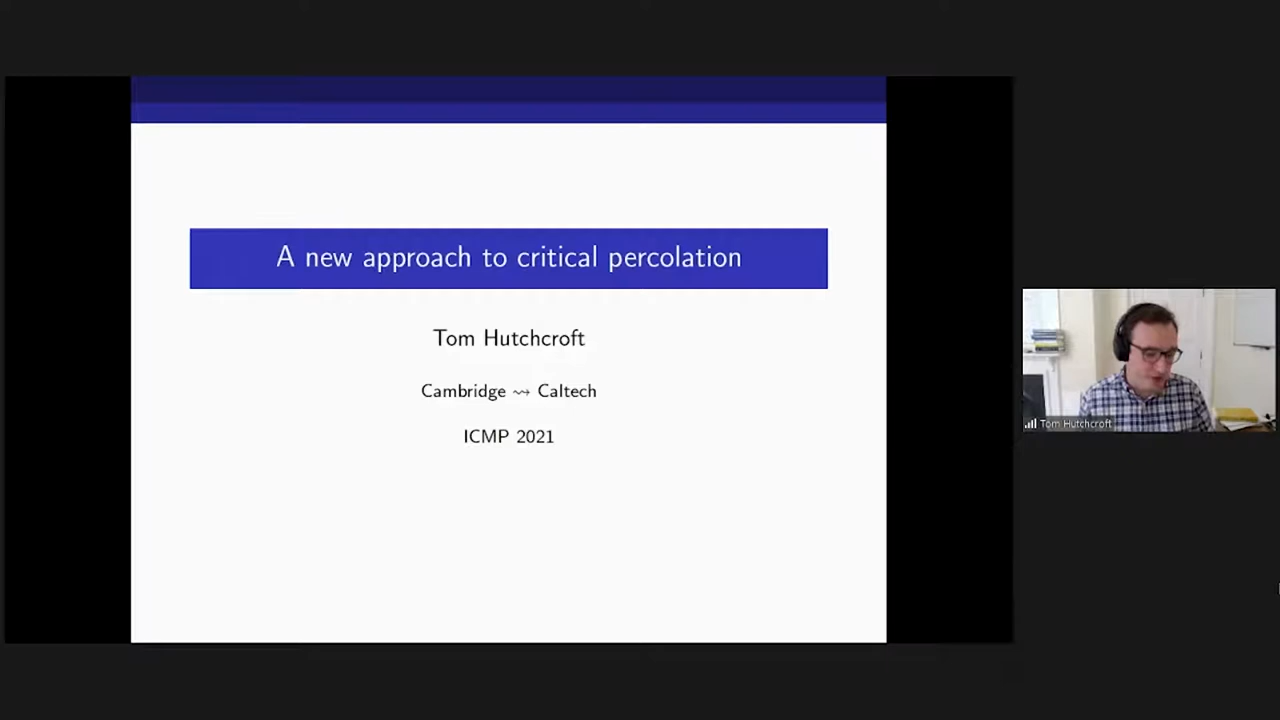 A new approach to critical percolation
Tom Hutchcroft
Cambridge ⇝ Caltech
ICMP 2021
Tom Hutchcroft